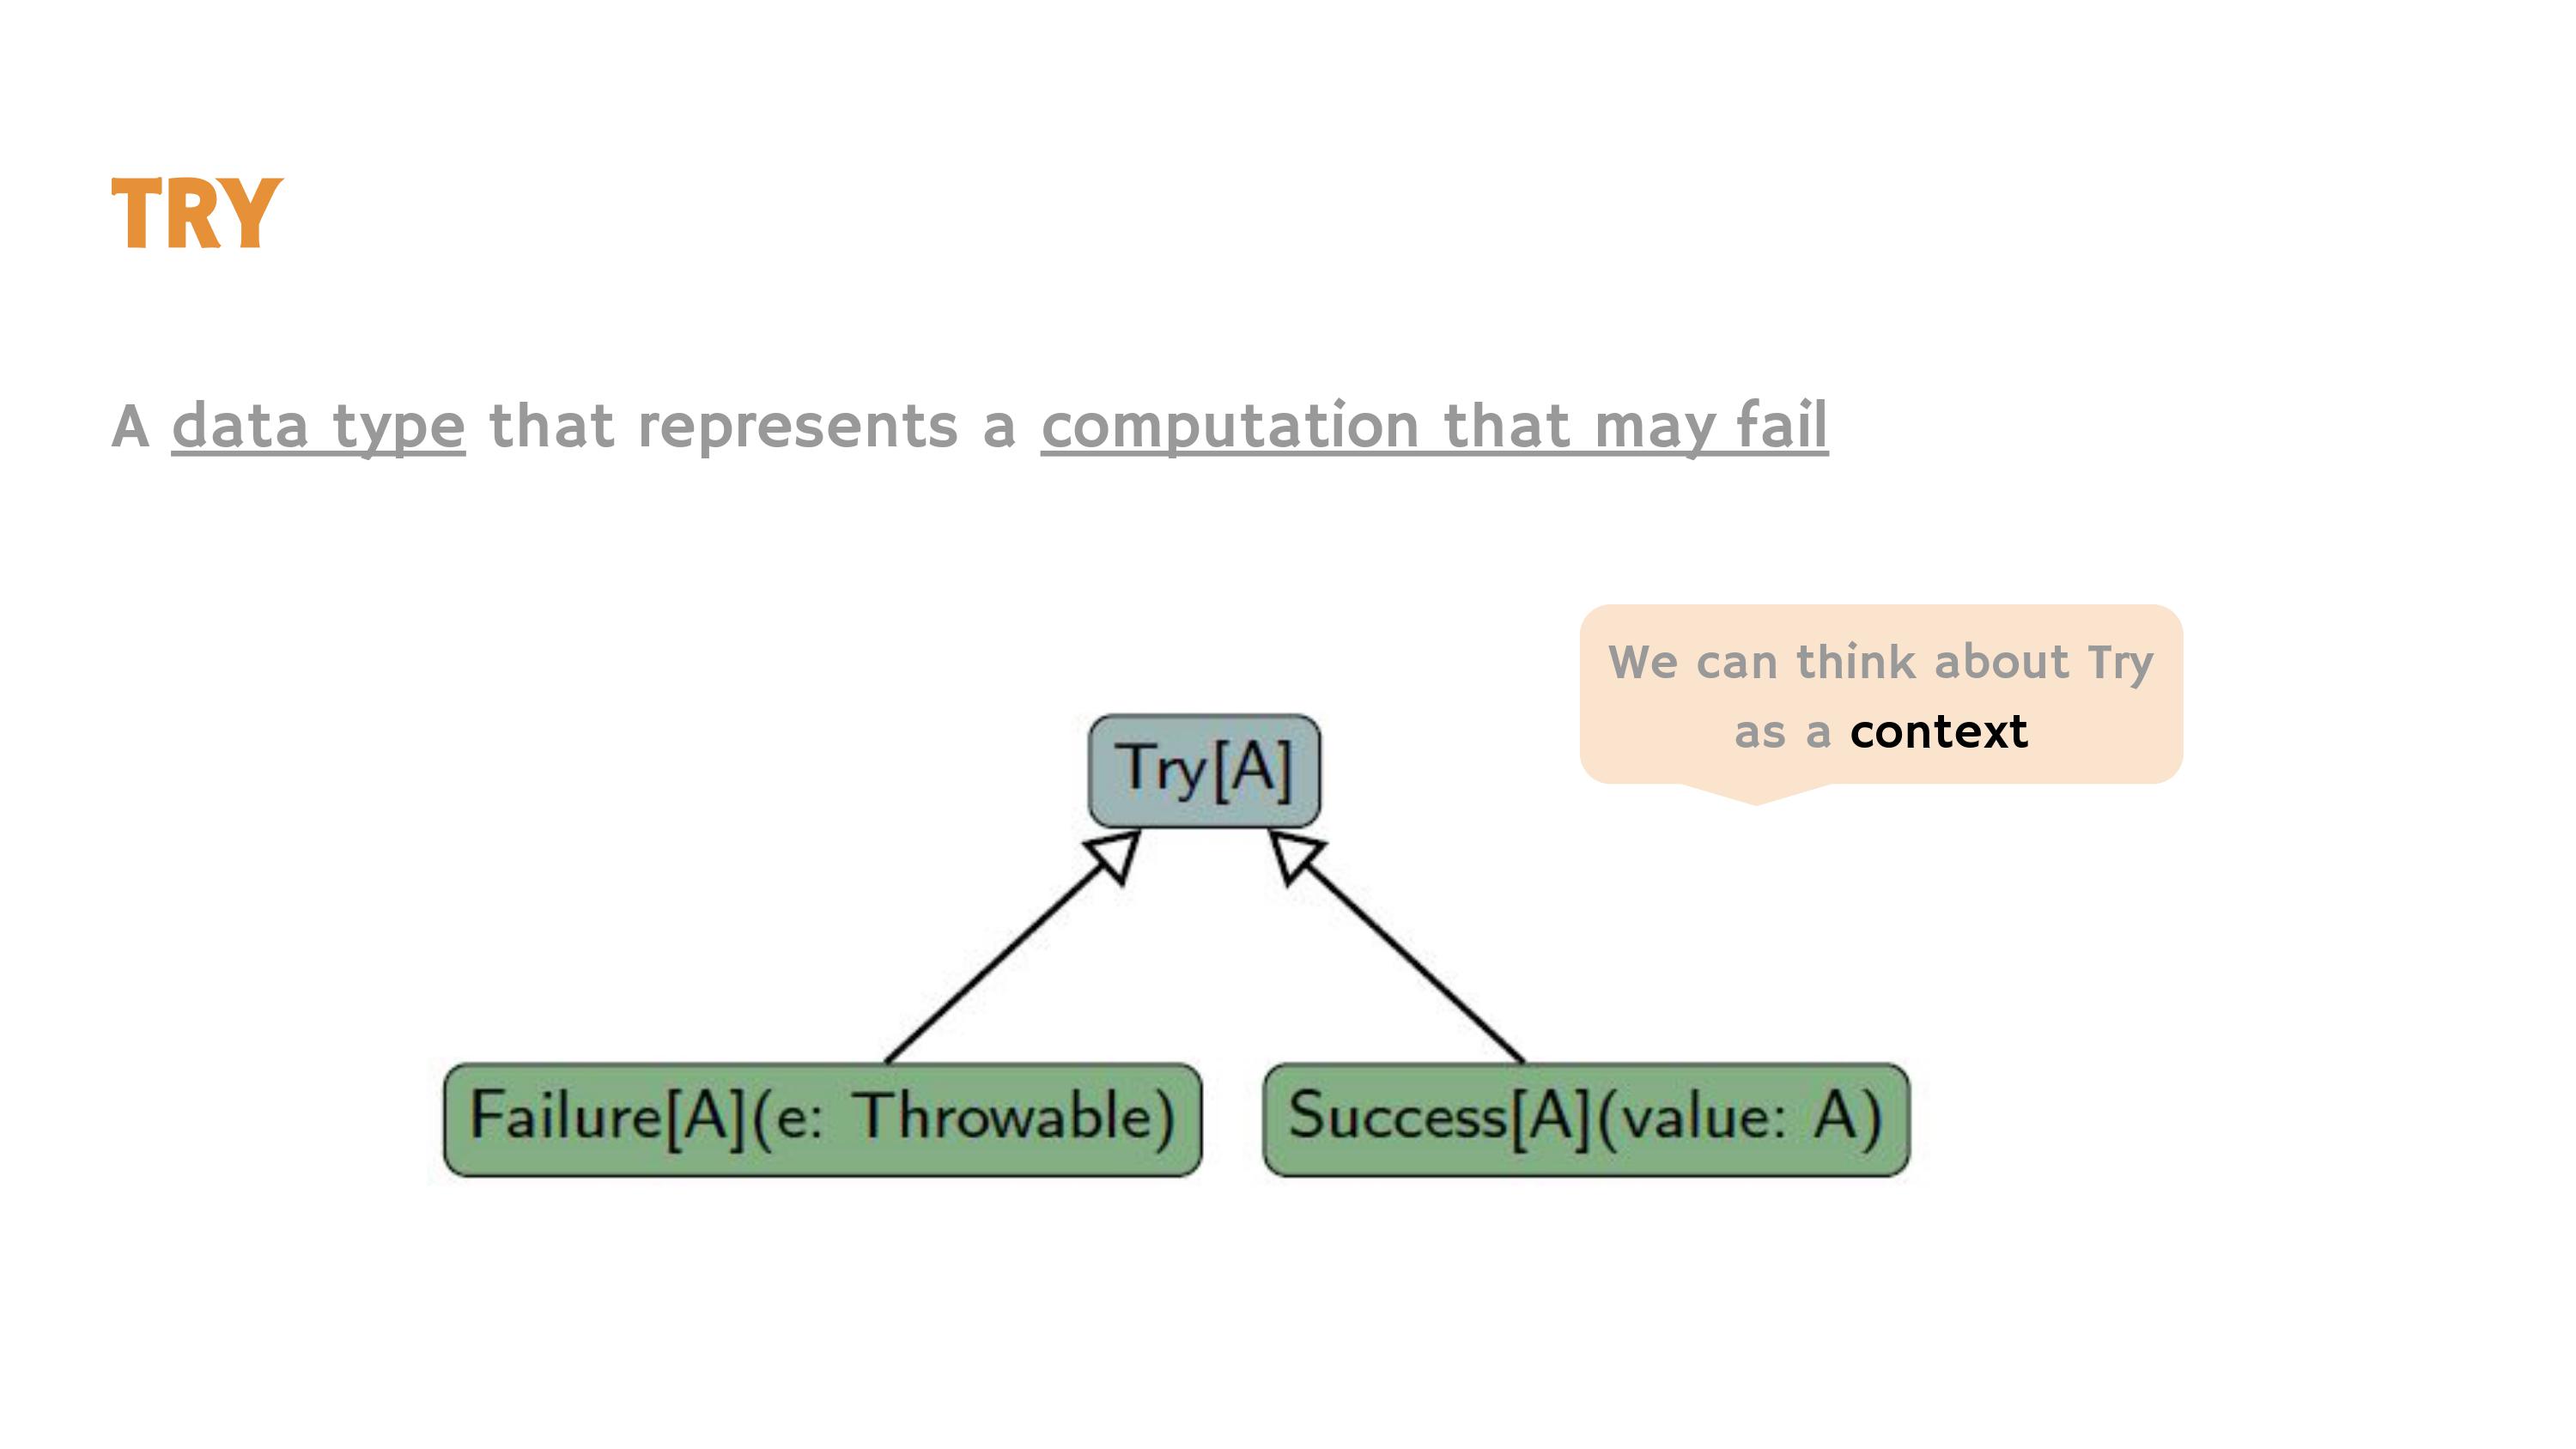 TRY
A data type that represents a computation that may fail
We can think about Try
as a context
Try[A]
Failure[A](e: Throwable)
Success[A](value: A)